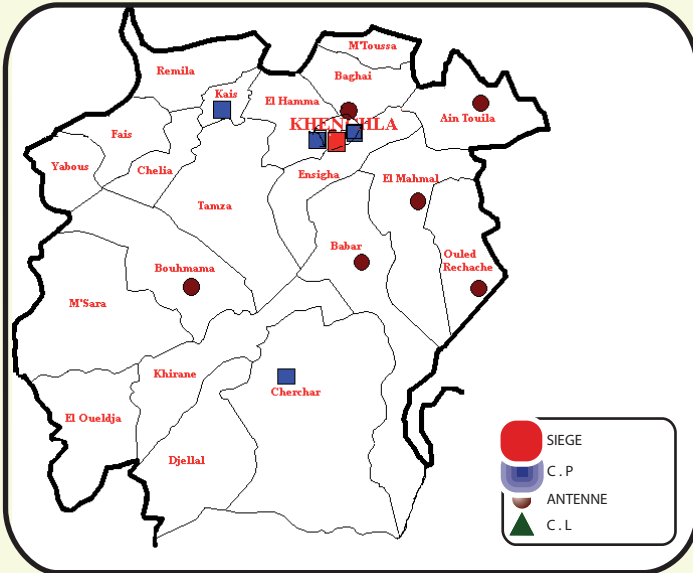 M'Toussa
Remila
Baghai
Kais
El Hamma
Ain Touila
KHENCHLA
Fais
Yabous
Chelia
Ensigha
El Mahmal
Tamza
Babar
Ouled
Rechache
Bouhmama
M'Sara
Khirane
Cherchar
El Oueldja
Djellal
SIEGE
C . P
ANTENNE
C . L